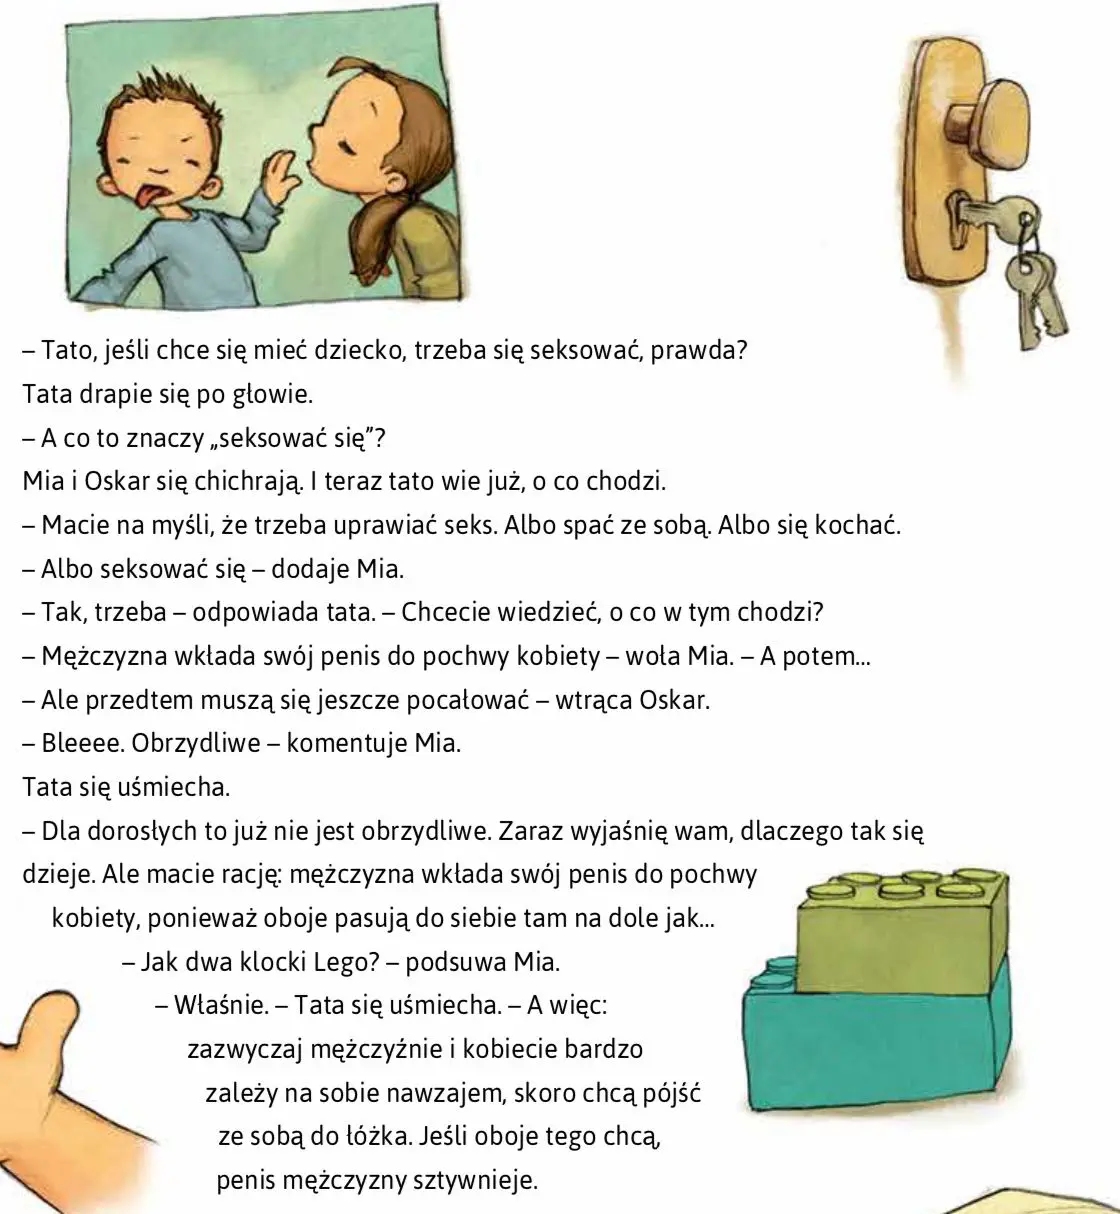 – Tato, jeśli chce się mieć dziecko, trzeba się seksować, prawda?
Tata drapie się po głowie.
– A co to znaczy „seksować się”?
Mia i Oskar się chichrają. I teraz tato wie już, o co chodzi.
– Macie na myśli, że trzeba uprawiać seks. Albo spać ze sobą. Albo się kochać.
– Albo seksować się – dodaje Mia.
– Tak, trzeba – odpowiada tata. – Chcecie wiedzieć, o co w tym chodzi?
– Mężczyzna wkłada swój penis do pochwy kobiety – woła Mia. – A potem...
– Ale przedtem muszą się jeszcze pocałować – wtrąca Oskar.
– Bleeee. Obrzydliwe – komentuje Mia.
Tata się uśmiecha.
– Dla dorosłych to już nie jest obrzydliwe. Zaraz wyjaśnię wam, dlaczego tak się
dzieje. Ale macie rację: mężczyzna wkłada swój penis do pochwy
kobiety, ponieważ oboje pasują do siebie tam na dole jak...
– Jak dwa klocki Lego? – podsuwa Mia.
– Właśnie. – Tata się uśmiecha. – A więc:
zazwyczaj mężczyźnie i kobiecie bardzo
zależy na sobie nawzajem, skoro chcą pójść
ze sobą do łóżka. Jeśli oboje tego chcą,
penis mężczyzny sztywnieje.